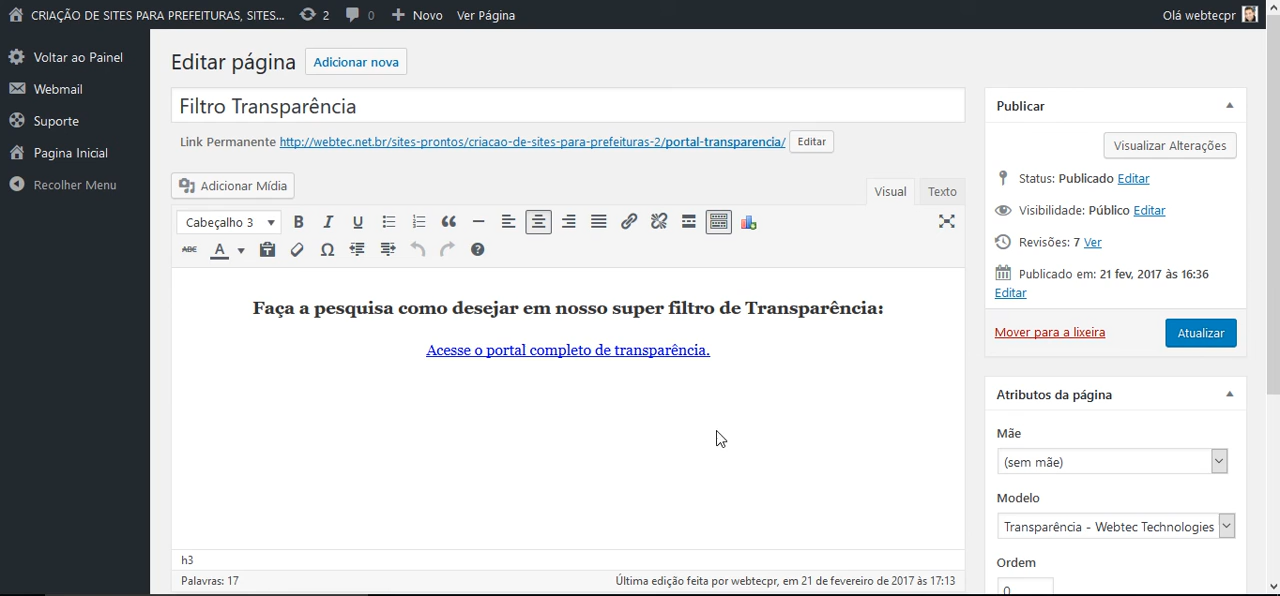 CRIAÇÃO DE SITES PARA PREFEITURAS, SITES... 2 0 Novo Ver Página Olá webtecpr
Voltar ao Painel
Webmail
Suporte
Pagina Inicial
Recolher Menu
Editar página Adicionar nova
Filtro Transparência
Link Permanente http://webtec.net.br/sites-prontos/criacao-de-sites-para-prefeituras-2/portal-transparencia/ Editar
Adicionar Mídia
Visual Texto
Cabeçalho 3 B I U
ABC A Ω
Faça a pesquisa como desejar em nosso super filtro de Transparência:
Acesse o portal completo de transparência.
h3
Palavras: 17 Última edição feita por webtecpr, em 21 de fevereiro de 2017 às 17:13
Publicar
Visualizar Alterações
Status: Publicado Editar
Visibilidade: Público Editar
Revisões: 7 Ver
Publicado em: 21 fev, 2017 às 16:36
Editar
Mover para a lixeira Atualizar
Atributos da página
Mãe
(sem mãe)
Modelo
Transparência - Webtec Technologies
Ordem
0